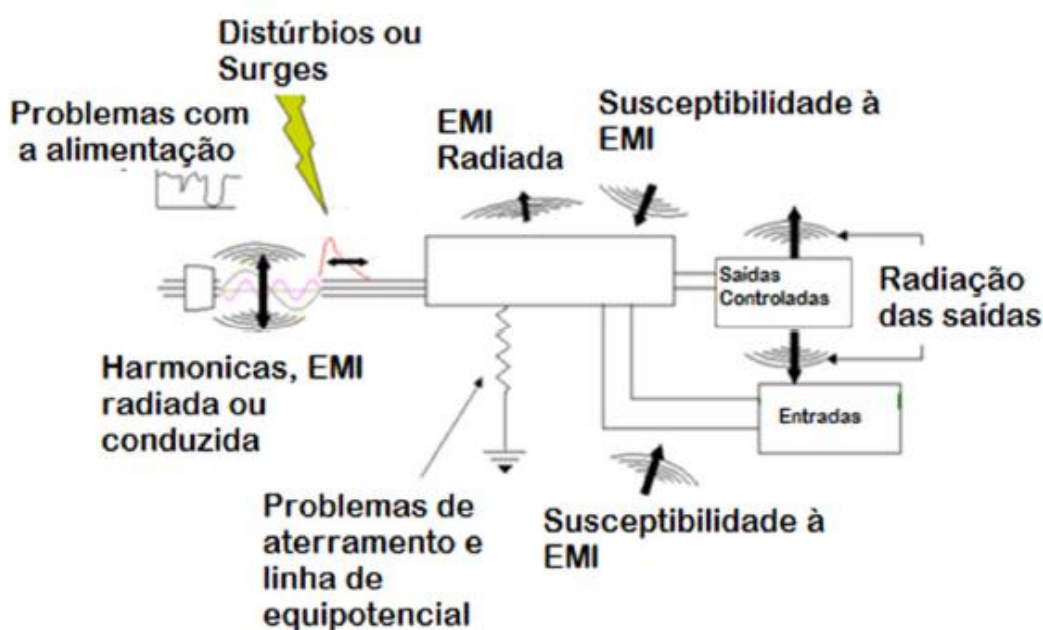 Distúrbios ou
Surges
Problemas com
a alimentação
EMI
Radiada
Susceptibilidade à
EMI
Saídas
Controladas
Radiação
das saídas
Harmonicas, EMI
radiada ou
conduzida
Entradas
Problemas de
aterramento e
linha de
equipotencial
Susceptibilidade à
EMI